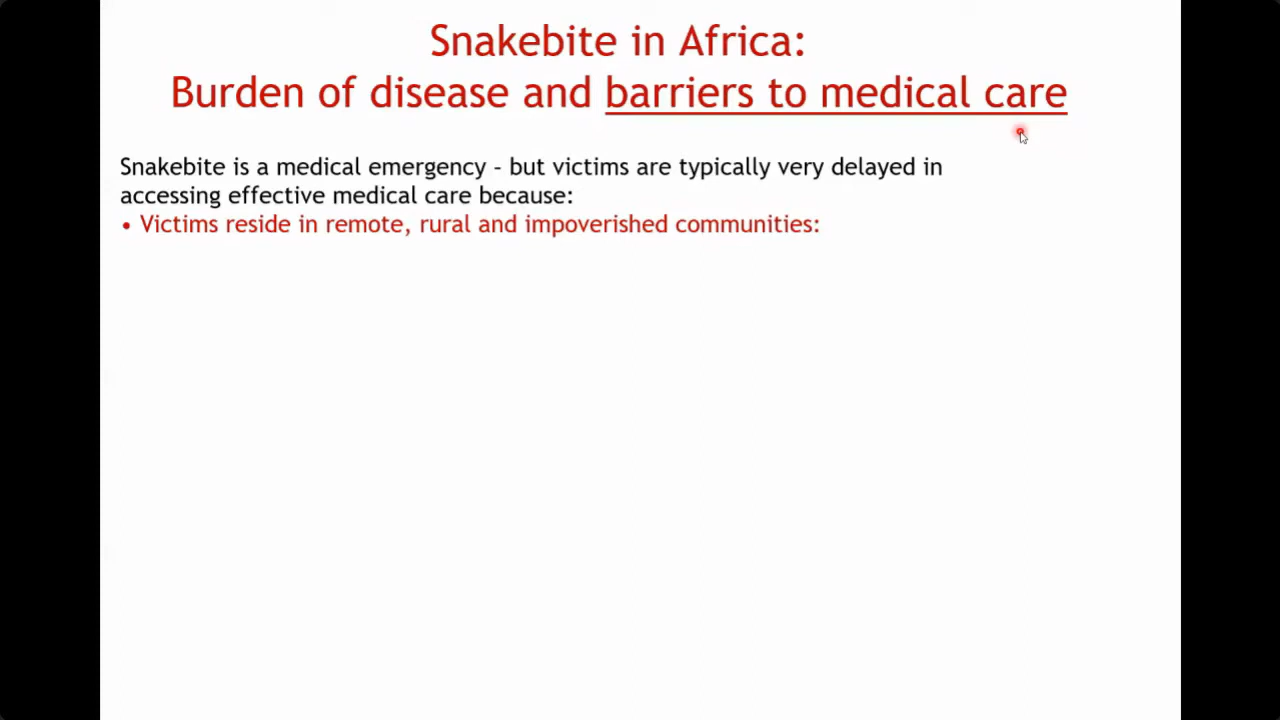 Snakebite in Africa:
Burden of disease and barriers to medical care
Snakebite is a medical emergency – but victims are typically very delayed in
accessing effective medical care because:
• Victims reside in remote, rural and impoverished communities: